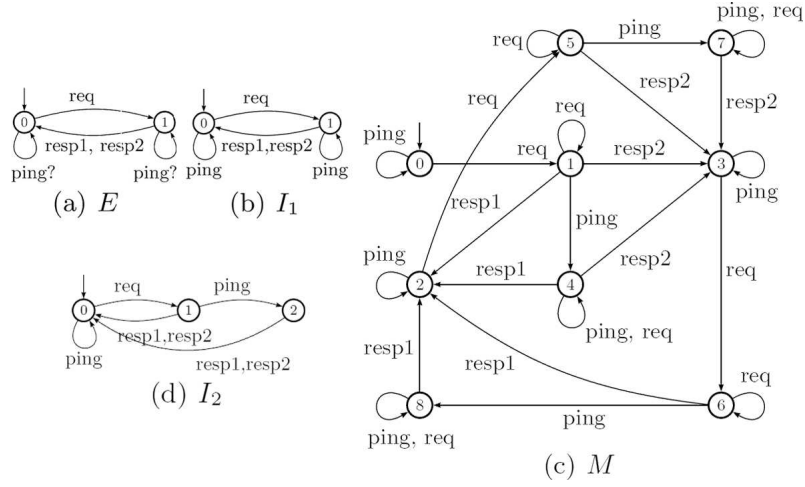 req
0
1
resp1, resp2
ping?
ping?
(a) E
req
0
1
resp1,resp2
ping
ping
(b) I1
req
ping
0
1
2
ping
resp1,resp2
resp1,resp2
(d) I2
req
5
ping
7
ping, req
req
resp2
resp2
ping
0
req
req
1
resp2
3
ping
resp1
ping
ping
2
resp1
4
resp2
req
ping, req
resp1
resp1
req
8
ping
6
ping, req
(c) M